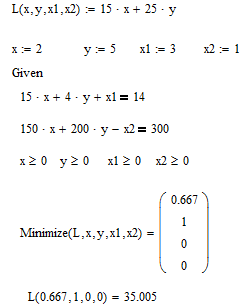 L(x,y,x1,x2) := 15 · x + 25 · y
x := 2 y := 5 x1 := 3 x2 := 1
Given
15 · x + 4 · y + x1 = 14
150 · x + 200 · y − x2 = 300
x ≥ 0 y ≥ 0 x1 ≥ 0 x2 ≥ 0
0.667
1
Minimize(L,x,y,x1,x2) =
0
0
L(0.667,1,0,0) = 35.005